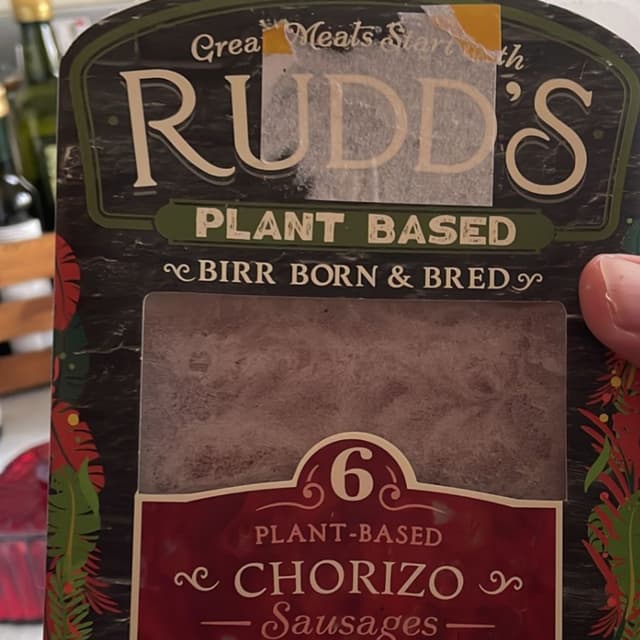 Great Meals Start with
RUDD'S
PLANT BASED
BIRR BORN & BRED
6
PLANT-BASED
CHORIZO
Sausages